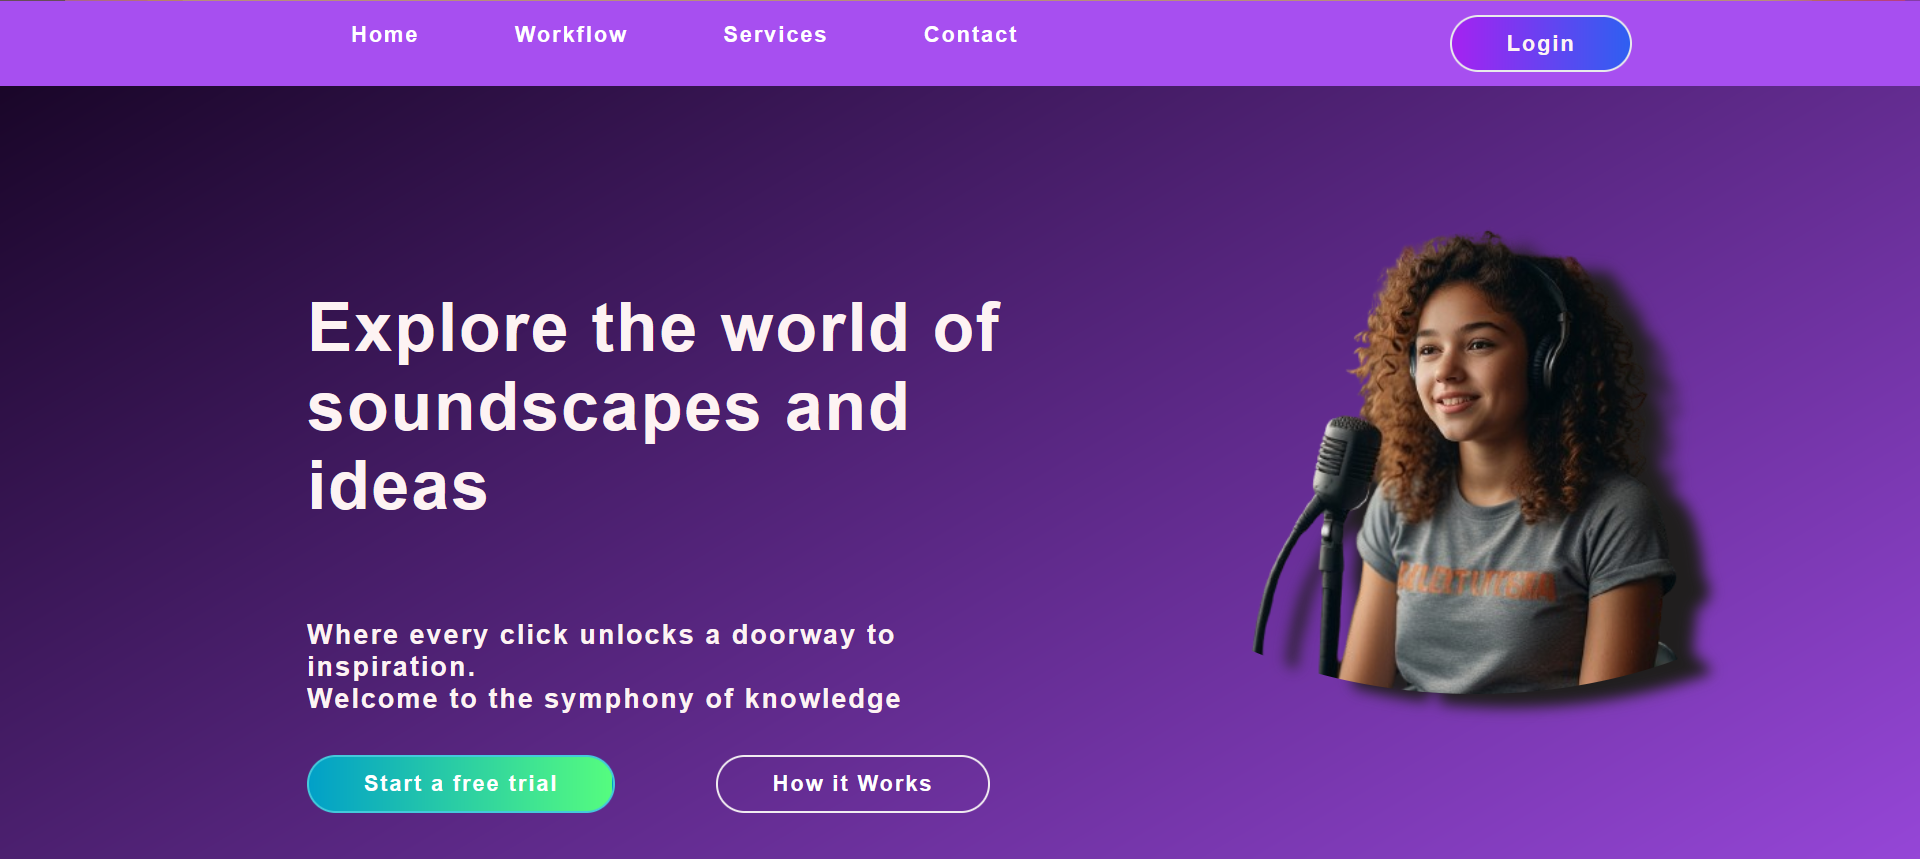 Home Workflow Services Contact Login
Explore the world of
soundscapes and
ideas
Where every click unlocks a doorway to
inspiration.
Welcome to the symphony of knowledge
Start a free trial How it Works